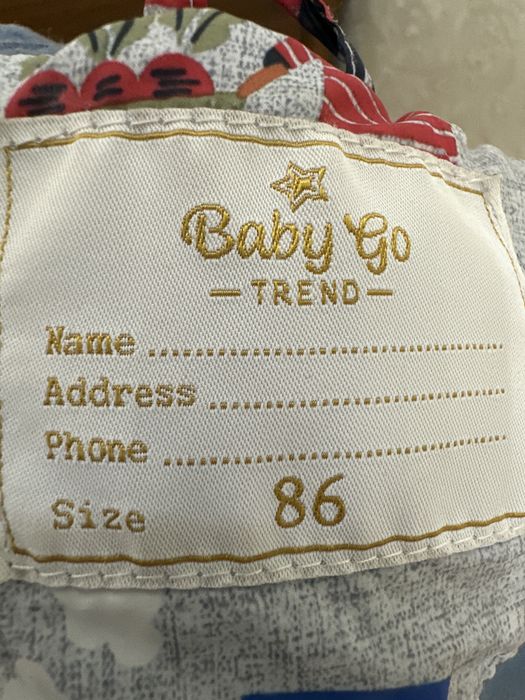 Baby Go
— TREND —
Name ........................................
Address ..................................
Phone ........................................
Size 86